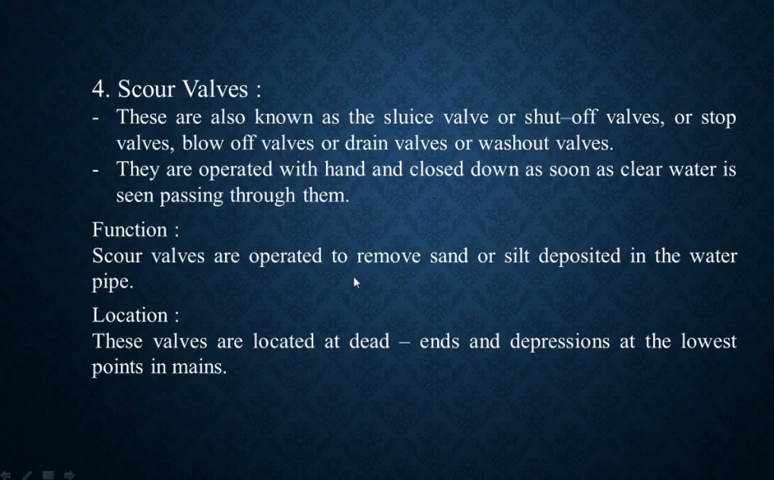 4. Scour Valves :
- These are also known as the sluice valve or shut–off valves, or stop
valves, blow off valves or drain valves or washout valves.
- They are operated with hand and closed down as soon as clear water is
seen passing through them.
Function :
Scour valves are operated to remove sand or silt deposited in the water
pipe.
Location :
These valves are located at dead – ends and depressions at the lowest
points in mains.